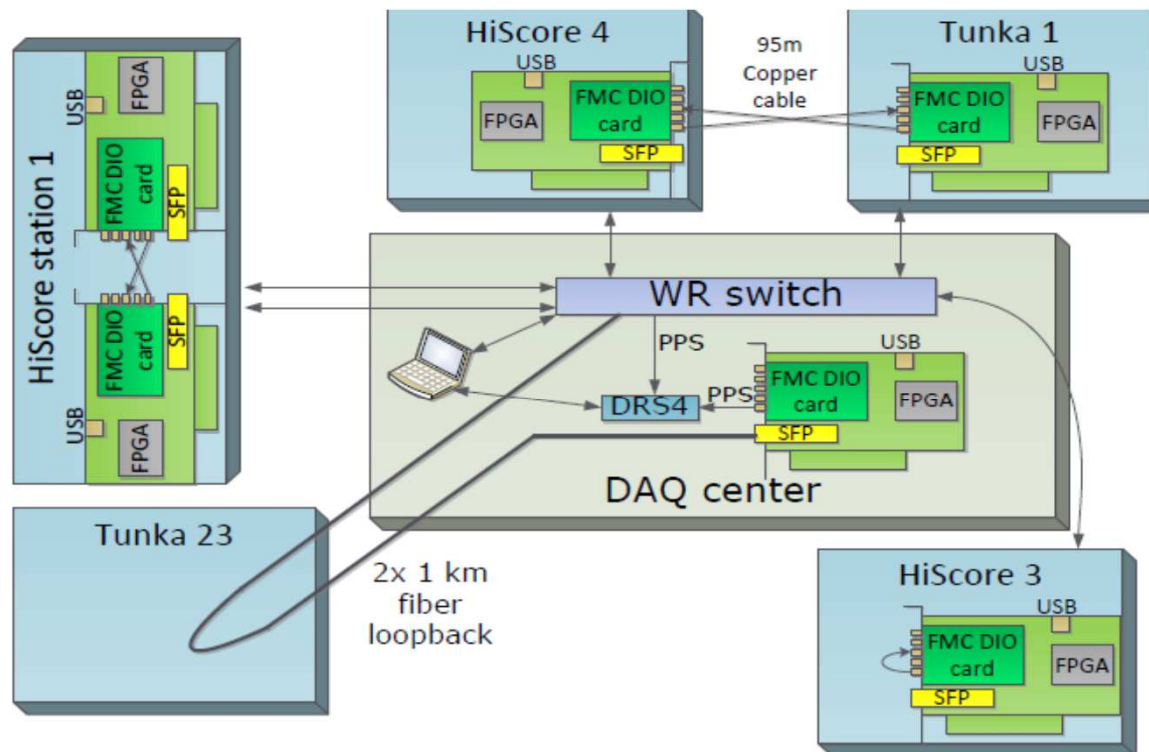 HiScore station 1
USB
FPGA
FMC DIO
card
SFP
FMC DIO
card
SFP
USB
FPGA
HiScore 4
USB
FPGA
FMC DIO
card
SFP
95m
Copper
cable
Tunka 1
USB
FMC DIO
card
FPGA
SFP
WR switch
PPS
DRS4
PPS
USB
FMC DIO
card
FPGA
SFP
DAQ center
Tunka 23
2x 1 km
fiber
loopback
HiScore 3
USB
FMC DIO
card
FPGA
SFP